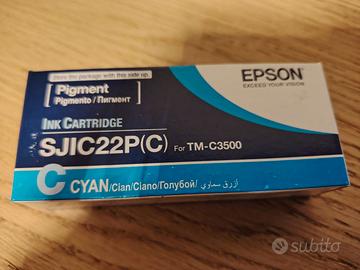 Store the package with this side up.
Pigment
Pigmento / Пигмент
EPSON
EXCEED YOUR VISION
INK CARTRIDGE
SJIC22P(C) For TM-C3500
C CYAN/Cian/Ciano/Голубой/أزرق سماوي
subito